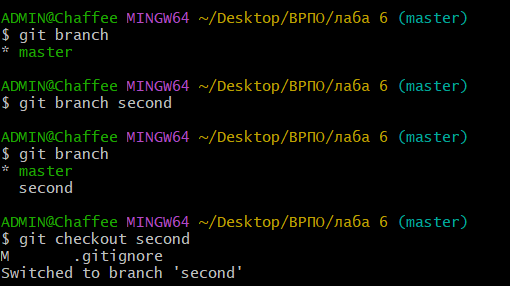 ADMIN@Chaffee MINGW64 ~/Desktop/ВРПО/лаба 6 (master)
$ git branch
* master
ADMIN@Chaffee MINGW64 ~/Desktop/ВРПО/лаба 6 (master)
$ git branch second
ADMIN@Chaffee MINGW64 ~/Desktop/ВРПО/лаба 6 (master)
$ git branch
* master
  second
ADMIN@Chaffee MINGW64 ~/Desktop/ВРПО/лаба 6 (master)
$ git checkout second
M       .gitignore
Switched to branch 'second'